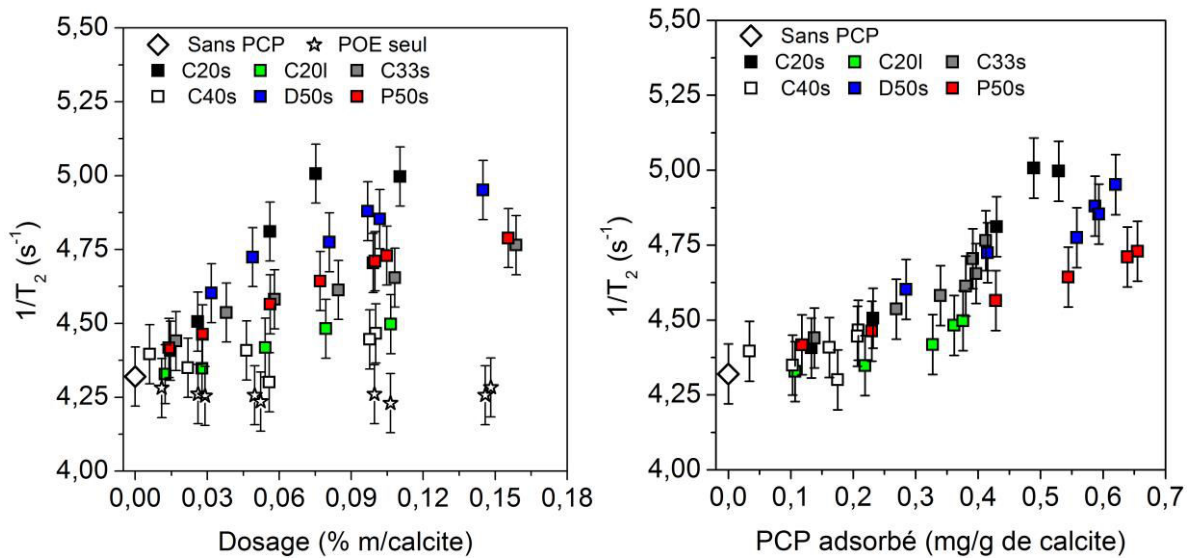 5,50
5,25
5,00
4,75
4,50
4,25
4,00
1/T2 (s-1)
Sans PCP POE seul
C20s C20l C33s
C40s D50s P50s
0,00 0,03 0,06 0,09 0,12 0,15 0,18
Dosage (% m/calcite)
5,50
5,25
5,00
4,75
4,50
4,25
4,00
1/T2 (s-1)
Sans PCP
C20s C20l C33s
C40s D50s P50s
0,0 0,1 0,2 0,3 0,4 0,5 0,6 0,7
PCP adsorbé (mg/g de calcite)